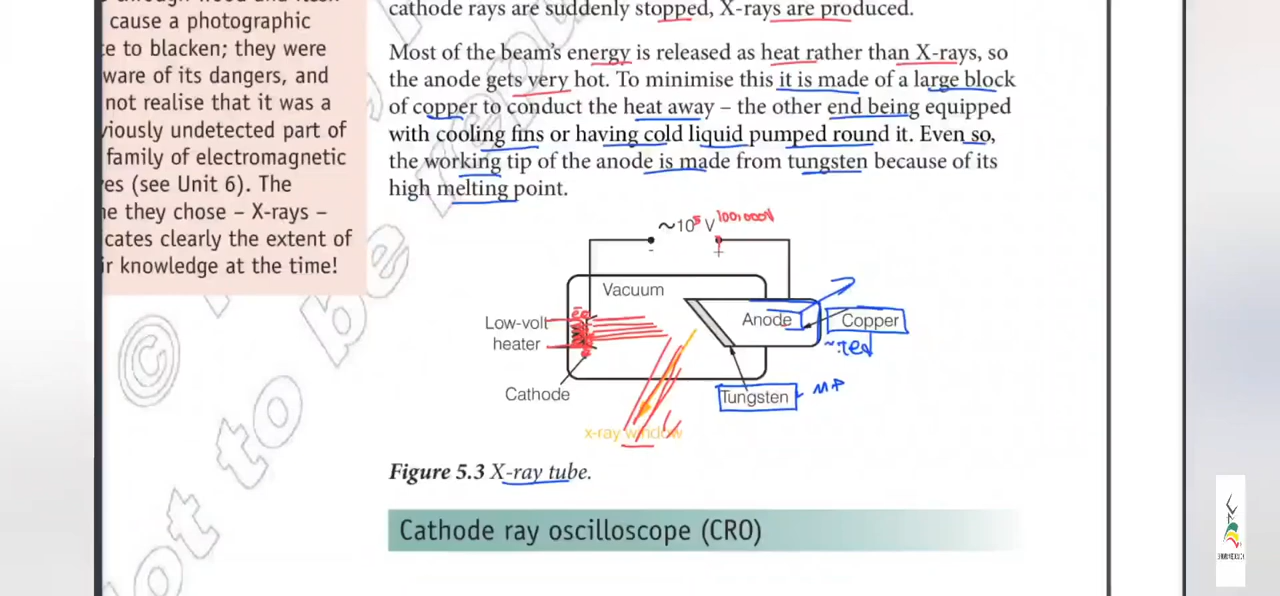 cause a photographic
e to blacken; they were
ware of its dangers, and
not realise that it was a
viously undetected part of
family of electromagnetic
es (see Unit 6). The
e they chose – X-rays –
cates clearly the extent of
ir knowledge at the time!
cathode rays are suddenly stopped, X-rays are produced.
Most of the beam's energy is released as heat rather than X-rays, so
the anode gets very hot. To minimise this it is made of a large block
of copper to conduct the heat away – the other end being equipped
with cooling fins or having cold liquid pumped round it. Even so,
the working tip of the anode is made from tungsten because of its
high melting point.
~10⁵ V 100,000V
- +
Vacuum
Low-volt
heater
Anode
Copper
Cathode
Tungsten
MP
x-ray window
Figure 5.3 X-ray tube.
Cathode ray oscilloscope (CRO)